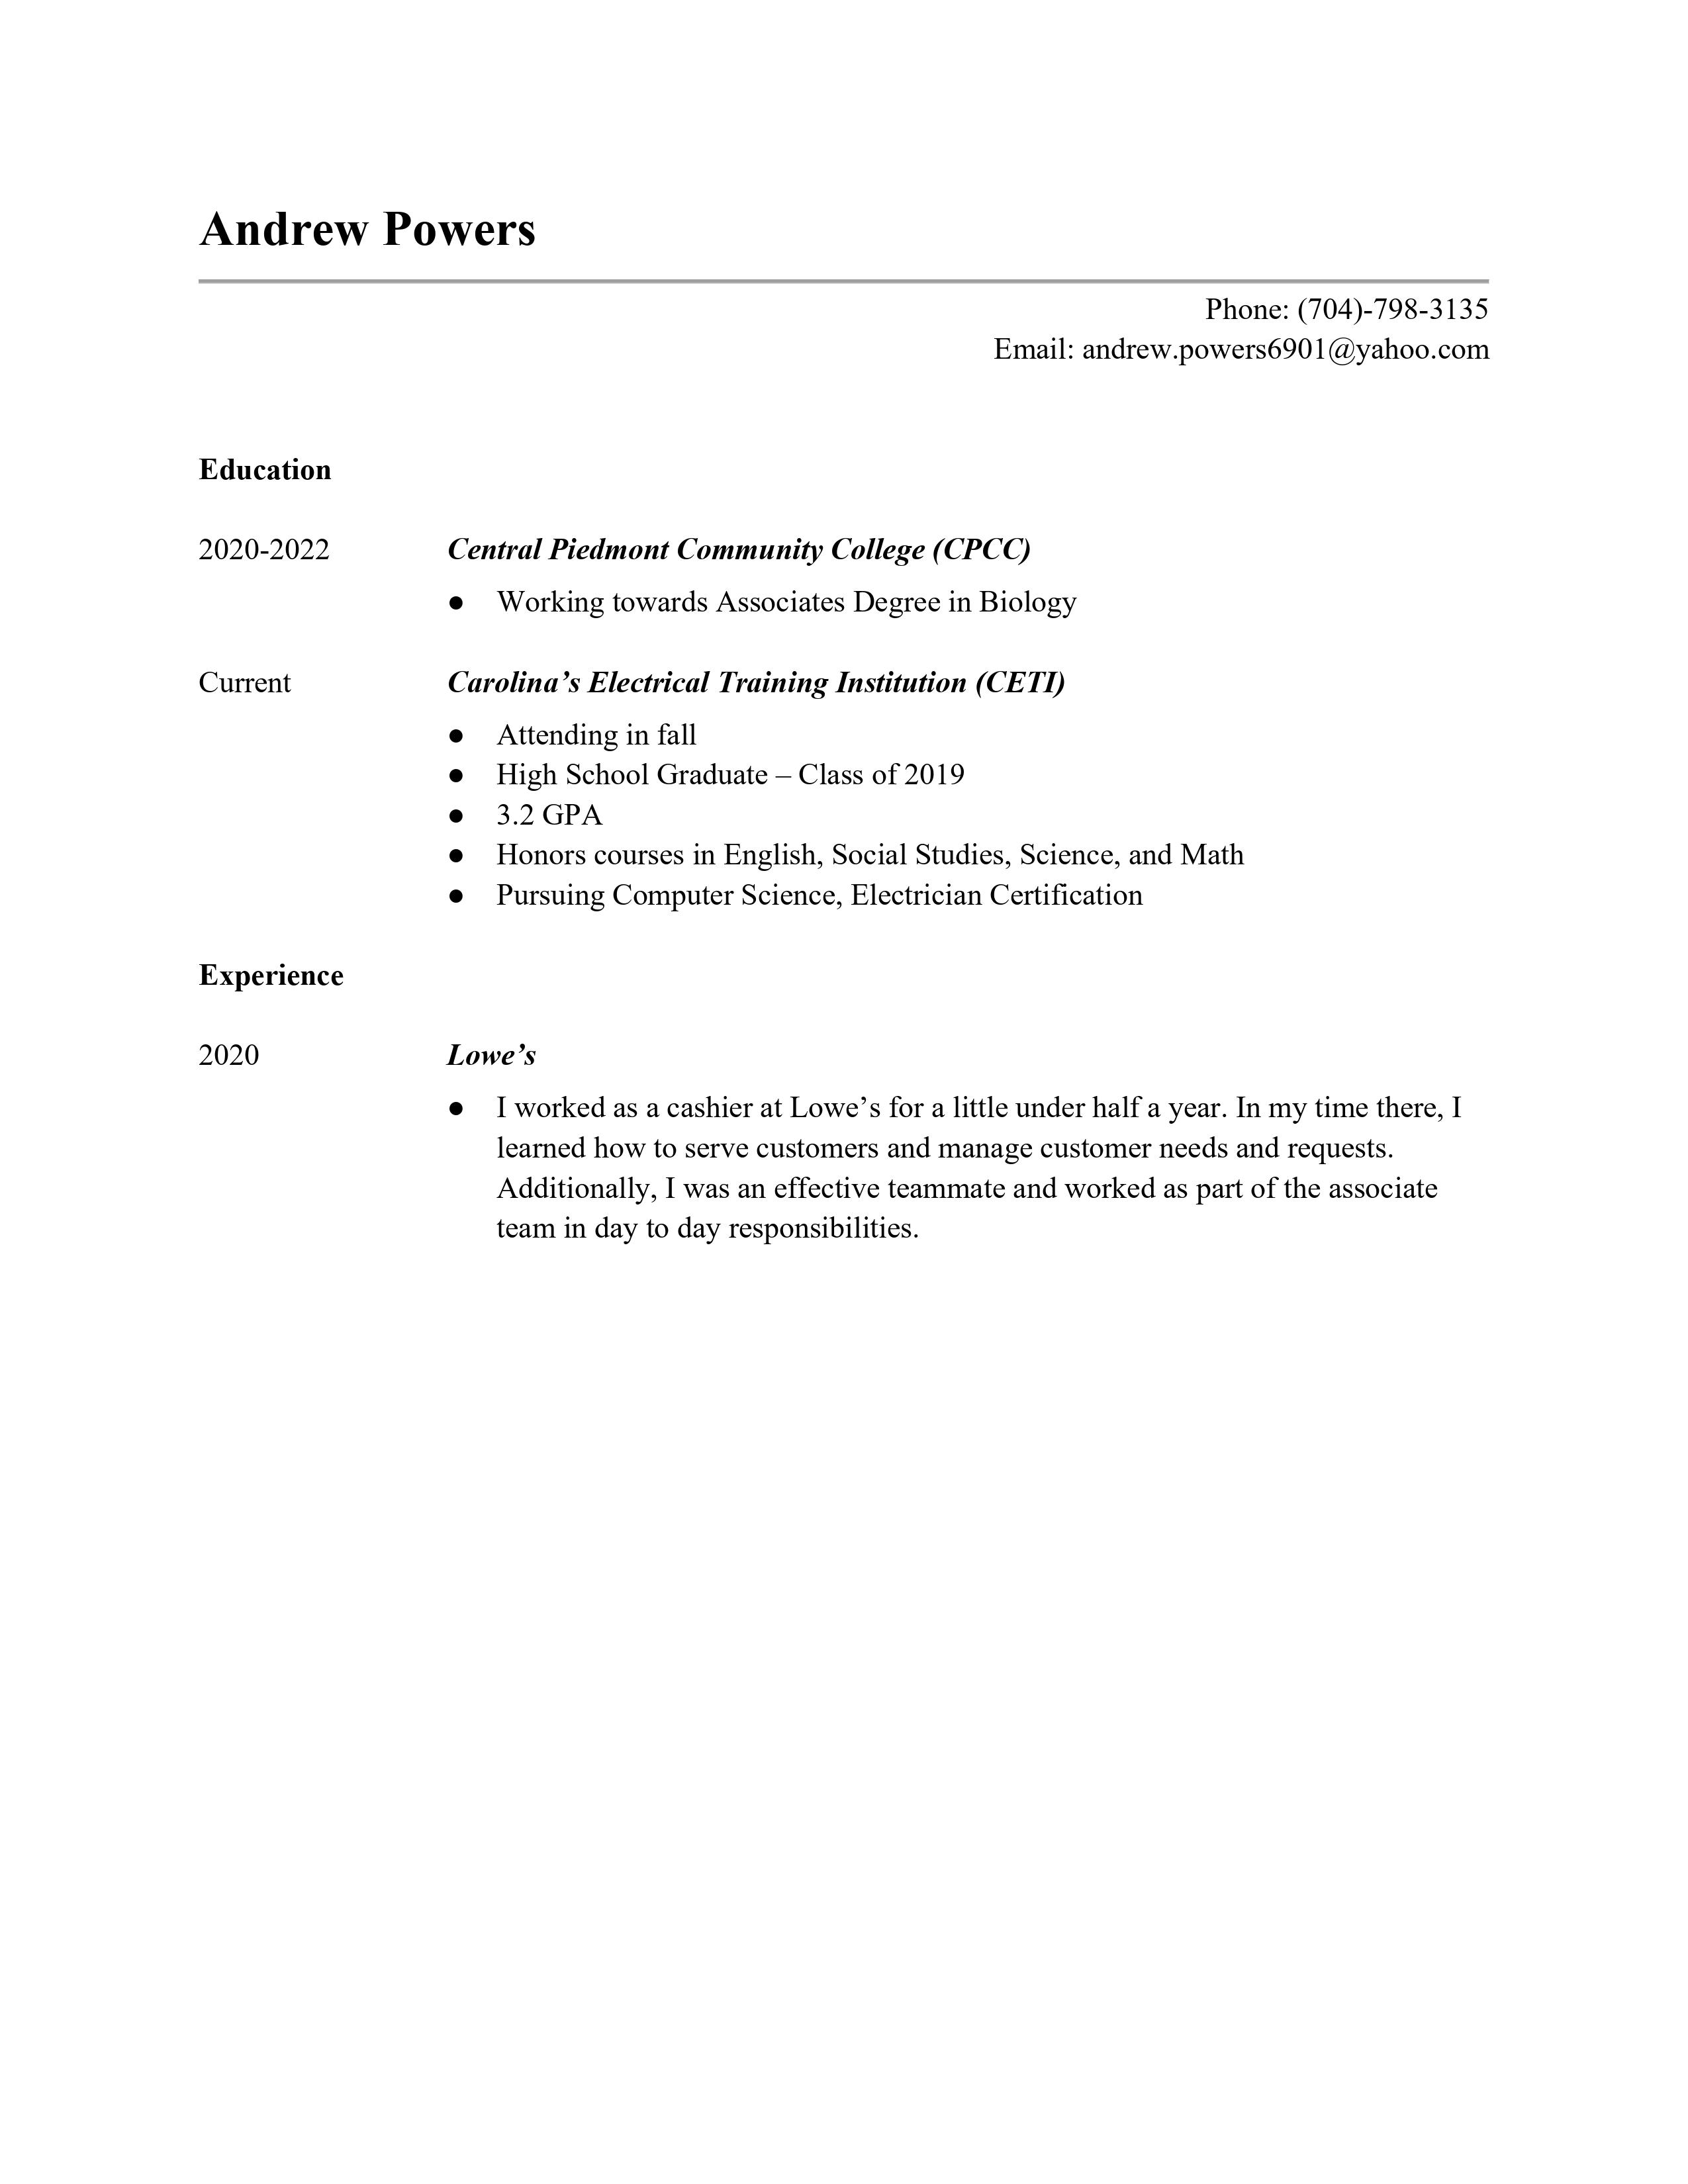 Andrew Powers
Phone: (704)-798-3135
Email: andrew.powers6901@yahoo.com
Education
2020-2022 Central Piedmont Community College (CPCC)
● Working towards Associates Degree in Biology
Current Carolina’s Electrical Training Institution (CETI)
● Attending in fall
● High School Graduate – Class of 2019
● 3.2 GPA
● Honors courses in English, Social Studies, Science, and Math
● Pursuing Computer Science, Electrician Certification
Experience
2020 Lowe’s
● I worked as a cashier at Lowe’s for a little under half a year. In my time there, I
learned how to serve customers and manage customer needs and requests.
Additionally, I was an effective teammate and worked as part of the associate
team in day to day responsibilities.